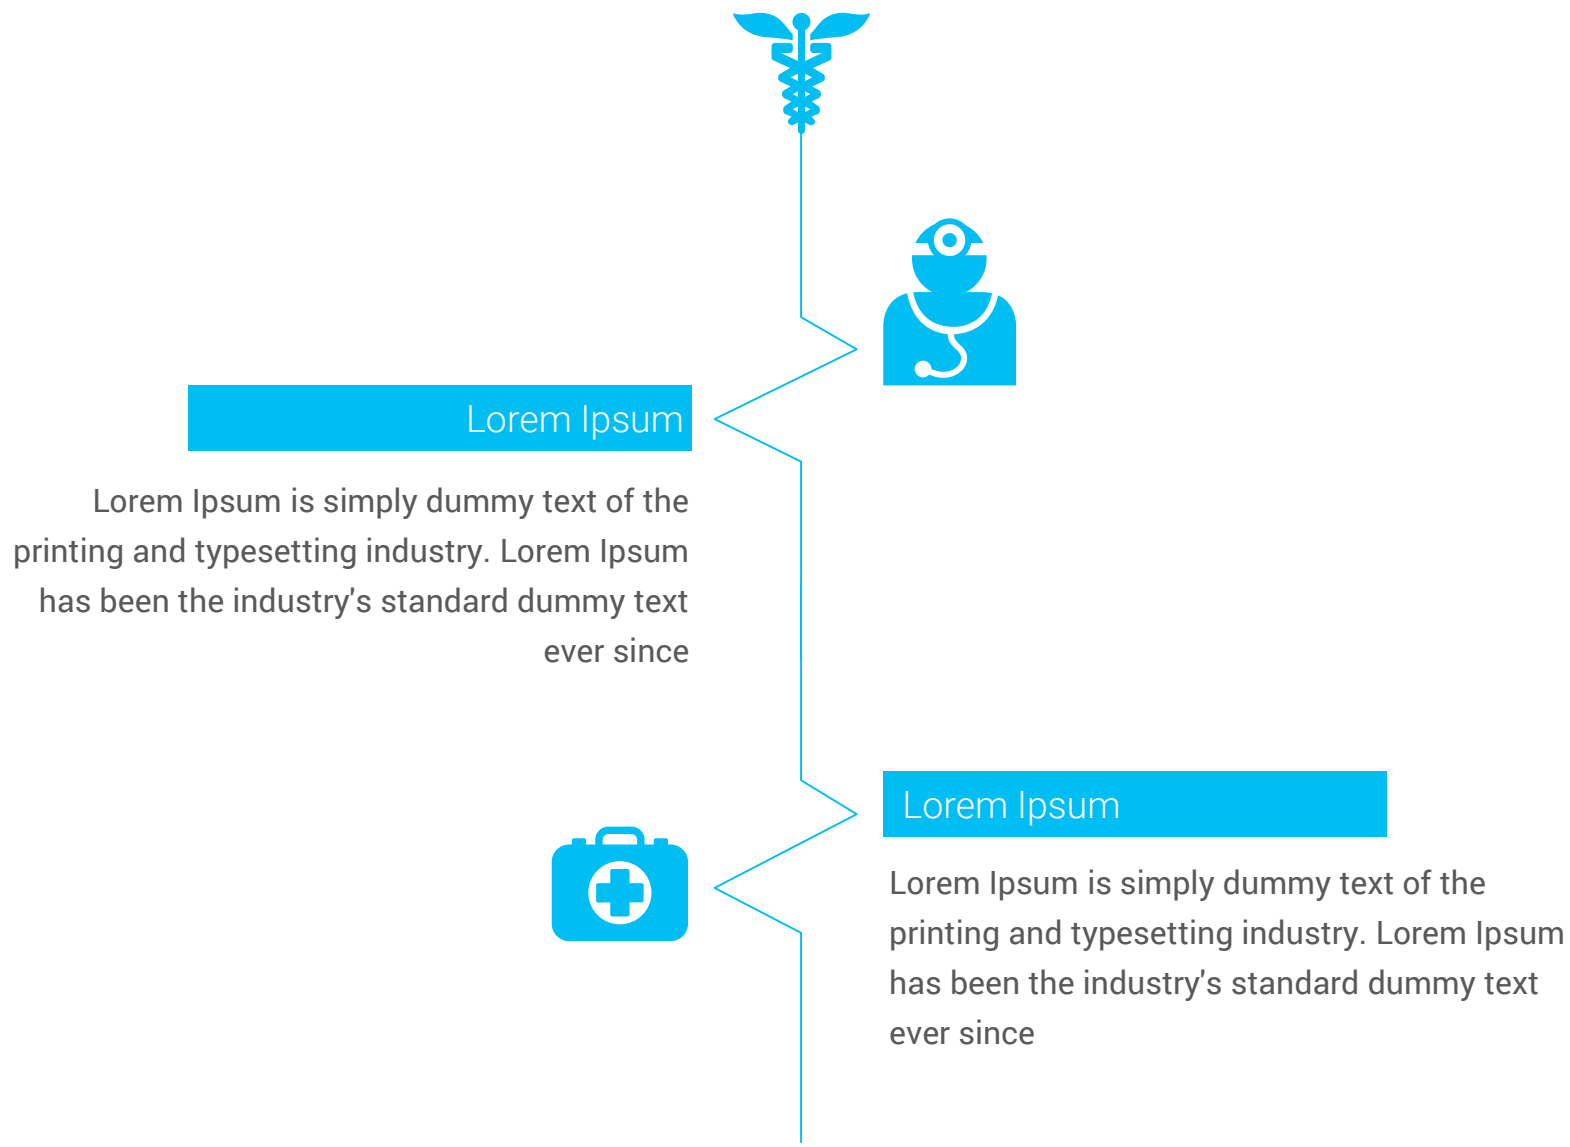 Lorem Ipsum
Lorem Ipsum is simply dummy text of the
printing and typesetting industry. Lorem Ipsum
has been the industry's standard dummy text
ever since
Lorem Ipsum
Lorem Ipsum is simply dummy text of the
printing and typesetting industry. Lorem Ipsum
has been the industry's standard dummy text
ever since